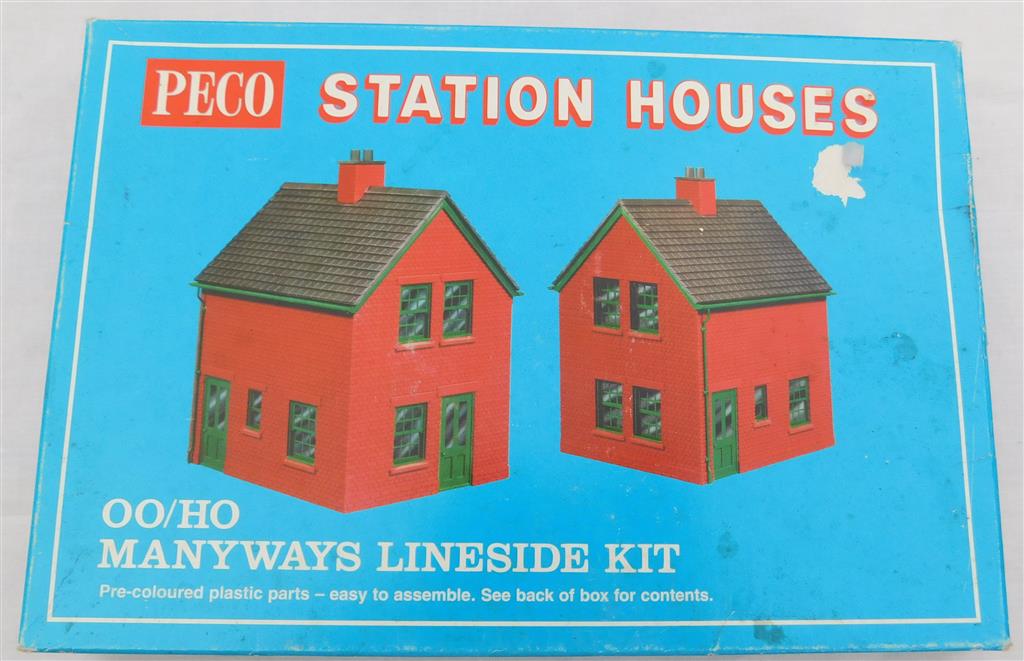 PECO STATION HOUSES
OO/HO
MANYWAYS LINESIDE KIT
Pre-coloured plastic parts – easy to assemble. See back of box for contents.